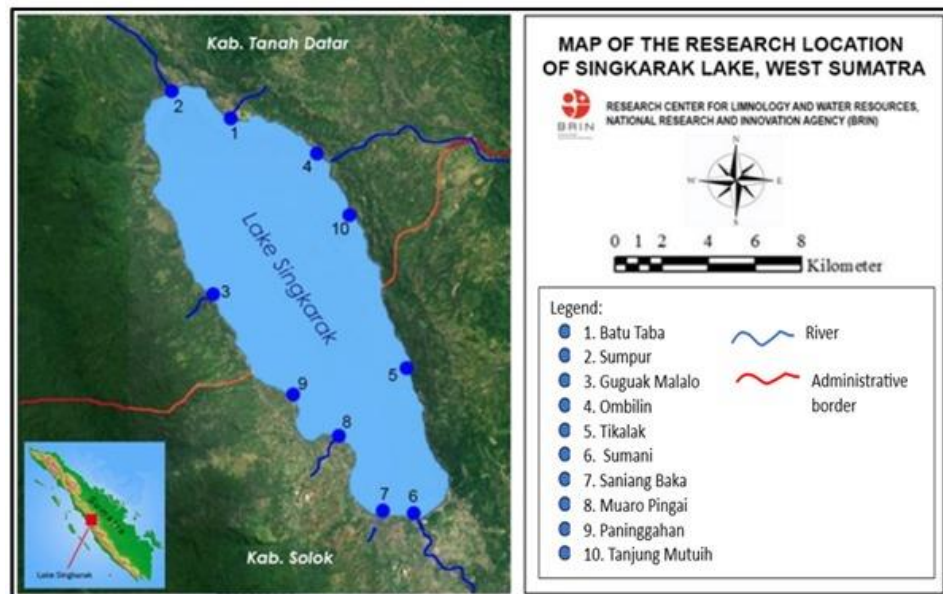 Kab. Tanah Datar
2
1
4
10
Lake Singkarak
3
5
9
8
7
6
Kab. Solok
Lake Singkarak
MAP OF THE RESEARCH LOCATION
OF SINGKARAK LAKE, WEST SUMATRA
BRIN
RESEARCH CENTER FOR LIMNOLOGY AND WATER RESOURCES,
NATIONAL RESEARCH AND INNOVATION AGENCY (BRIN)
N
W E
S
0 1 2 4 6 8
Kilometer
Legend:
1. Batu Taba
2. Sumpur
3. Guguak Malalo
4. Ombilin
5. Tikalak
6. Sumani
7. Saniang Baka
8. Muaro Pingai
9. Paninggahan
10. Tanjung Mutuih
River
Administrative
border